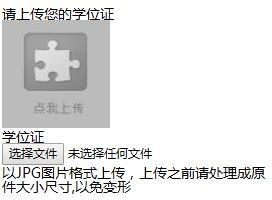 请上传您的学位证
点我上传
学位证
选择文件 未选择任何文件
以JPG图片格式上传，上传之前请处理成原
件大小尺寸,以免变形